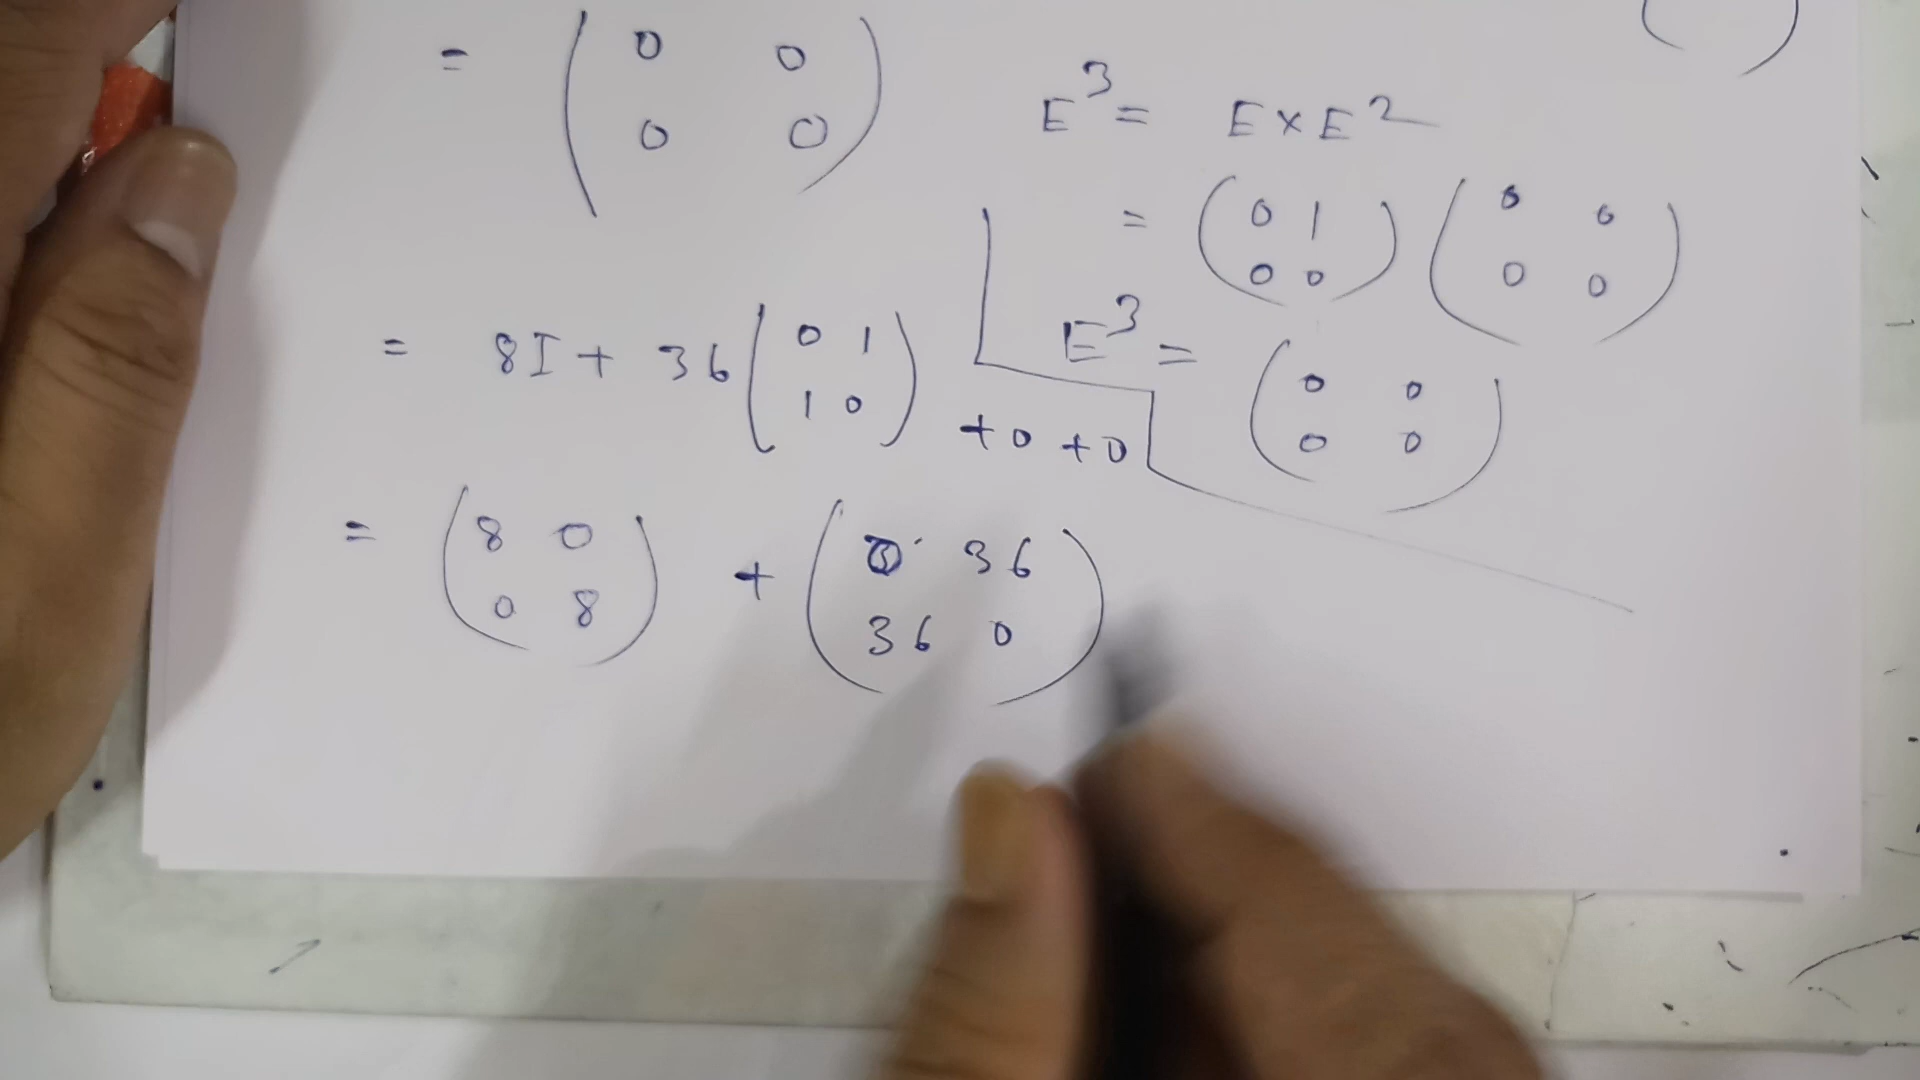 = ( 0 0
0 0 )
E³ = E × E²
= ( 0 1
0 0 ) ( 0 0
0 0 )
E³ = ( 0 0
0 0 )
= 8I + 36 ( 0 1
1 0 ) + 0 + 0
= ( 8 0
0 8 ) + ( 0 36
36 0 )